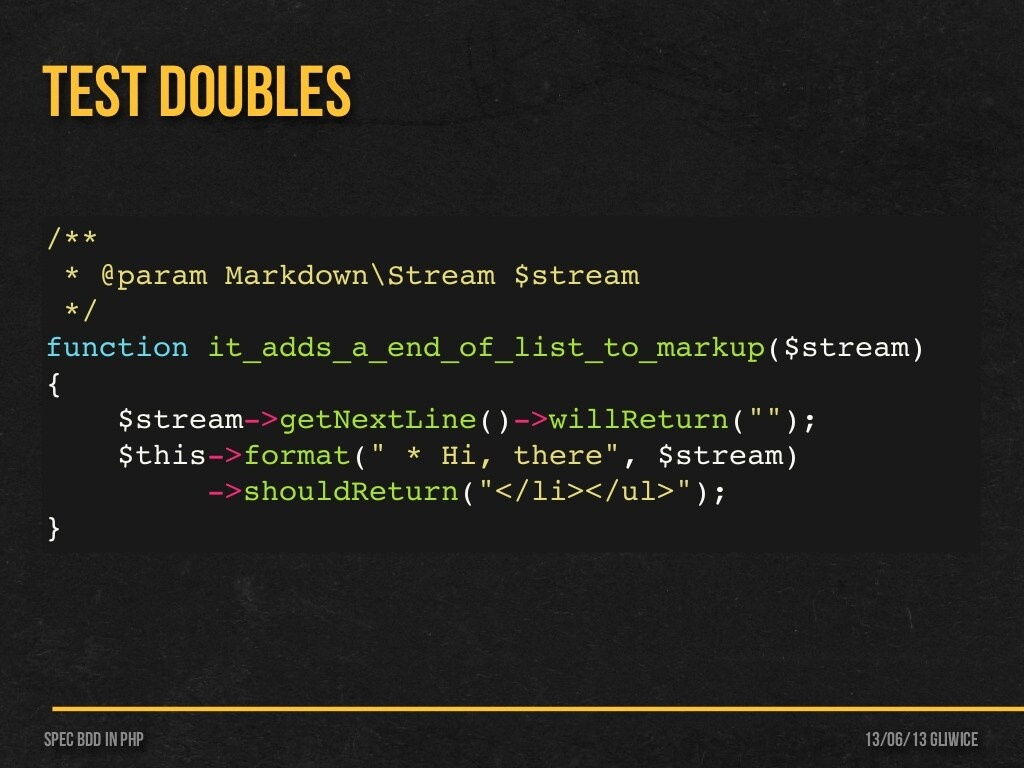 TEST DOUBLES
/**
 * @param Markdown\Stream $stream
 */
function it_adds_a_end_of_list_to_markup($stream)
{
    $stream->getNextLine()->willReturn("");
    $this->format(" * Hi, there", $stream)
         ->shouldReturn("</li></ul>");
}
SPEC BDD IN PHP
13/06/13 GLIWICE